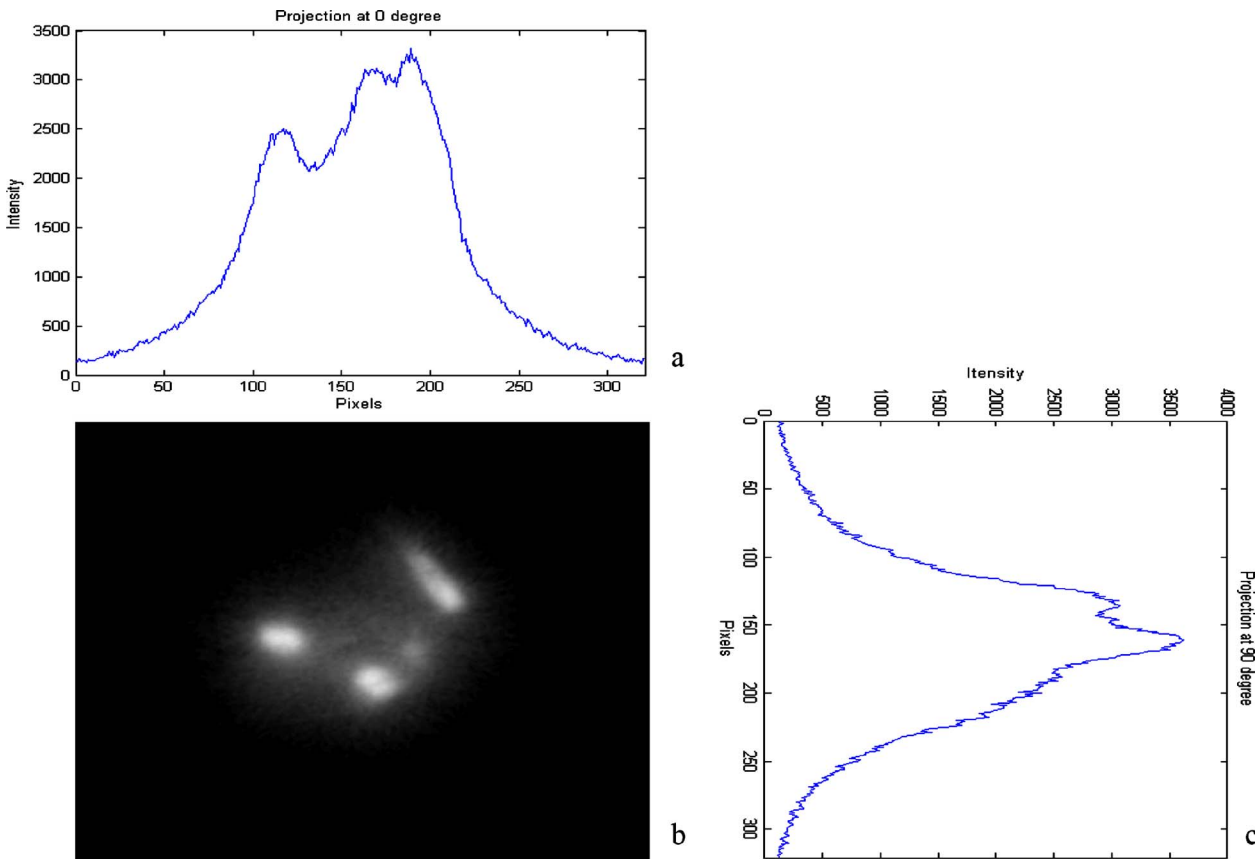 Projection at 0 degree
3500
3000
2500
2000
1500
1000
500
0
Intensity
0 50 100 150 200 250 300
Pixels
a
b
Itensity
0 500 1000 1500 2000 2500 3000 3500 4000
0
50
100
150
200
250
300
Pixels
Projection at 90 degree
c